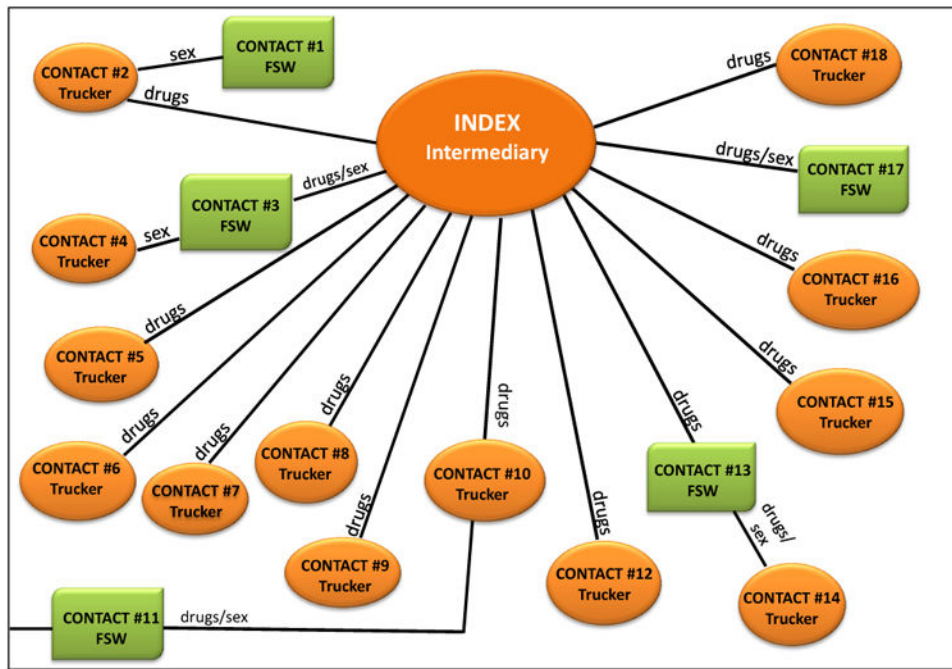 sex
CONTACT #1
FSW
CONTACT #2
Trucker
drugs
CONTACT #18
Trucker
drugs
INDEX
Intermediary
drugs/sex
CONTACT #17
FSW
drugs/sex
CONTACT #3
FSW
CONTACT #4
Trucker
sex
drugs
CONTACT #16
Trucker
drugs
CONTACT #5
Trucker
drugs
CONTACT #15
Trucker
drugs
CONTACT #6
Trucker
drugs
CONTACT #7
Trucker
drugs
CONTACT #8
Trucker
drugs
CONTACT #9
Trucker
drugs
CONTACT #10
Trucker
drugs
CONTACT #12
Trucker
drugs
CONTACT #13
FSW
drugs/
sex
CONTACT #14
Trucker
CONTACT #11
FSW
drugs/sex